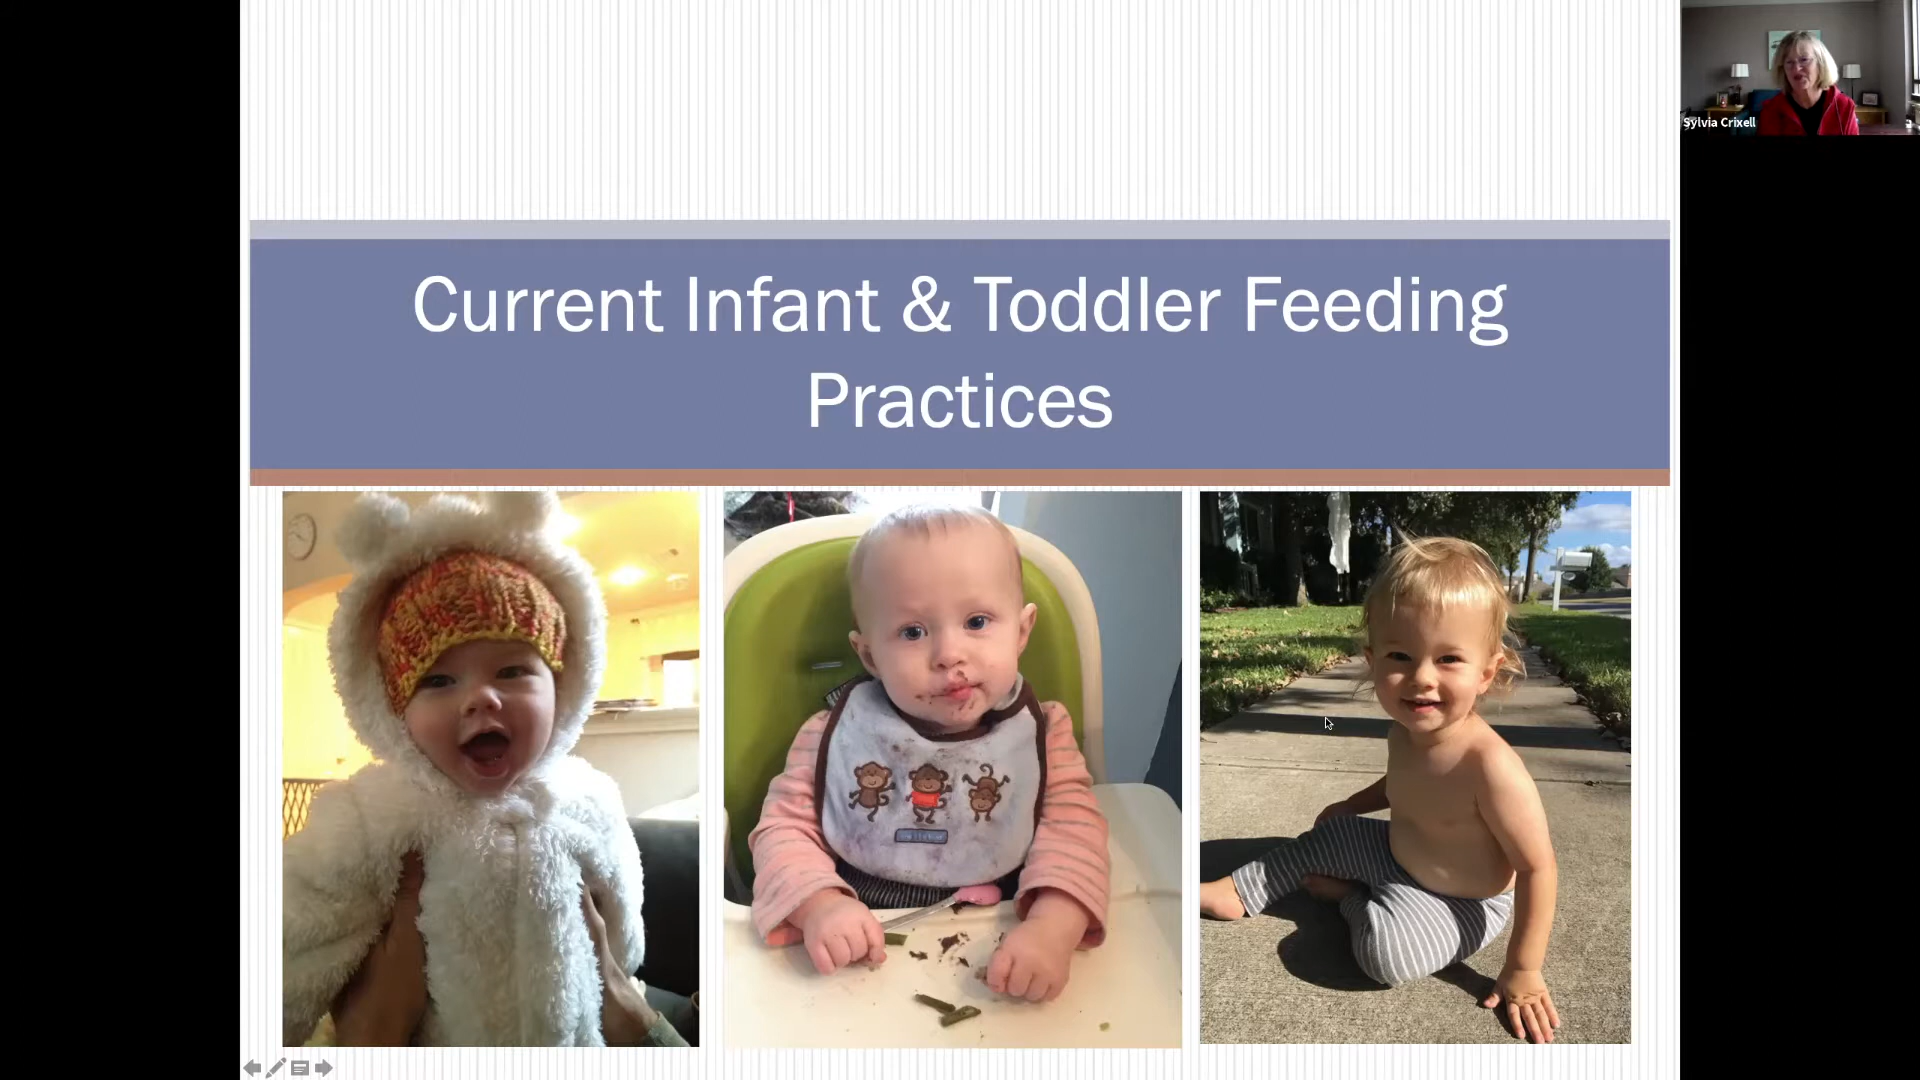 Current Infant & Toddler Feeding
Practices
Sylvia Crixell